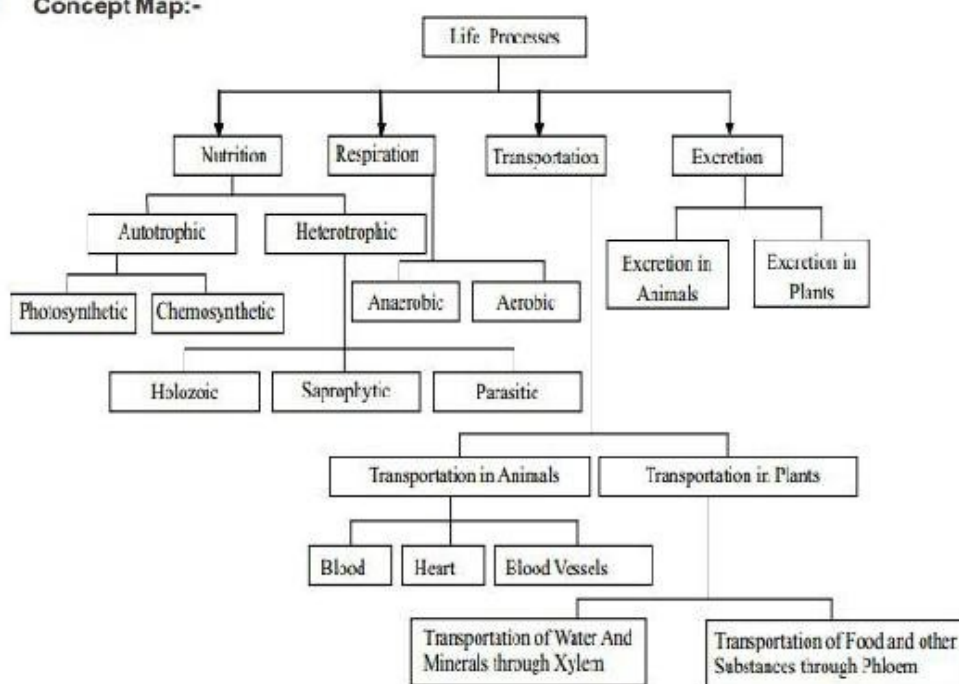 Concept Map:-
Life Processes
Nutrition
Respiration
Transportation
Excretion
Autotrophic
Heterotrophic
Excretion in
Animals
Excretion in
Plants
Photosynthetic
Chemosynthetic
Anaerobic
Aerobic
Holozoic
Saprophytic
Parasitic
Transportation in Animals
Transportation in Plants
Blood
Heart
Blood Vessels
Transportation of Water And
Minerals through Xylem
Transportation of Food and other
Substances through Phloem